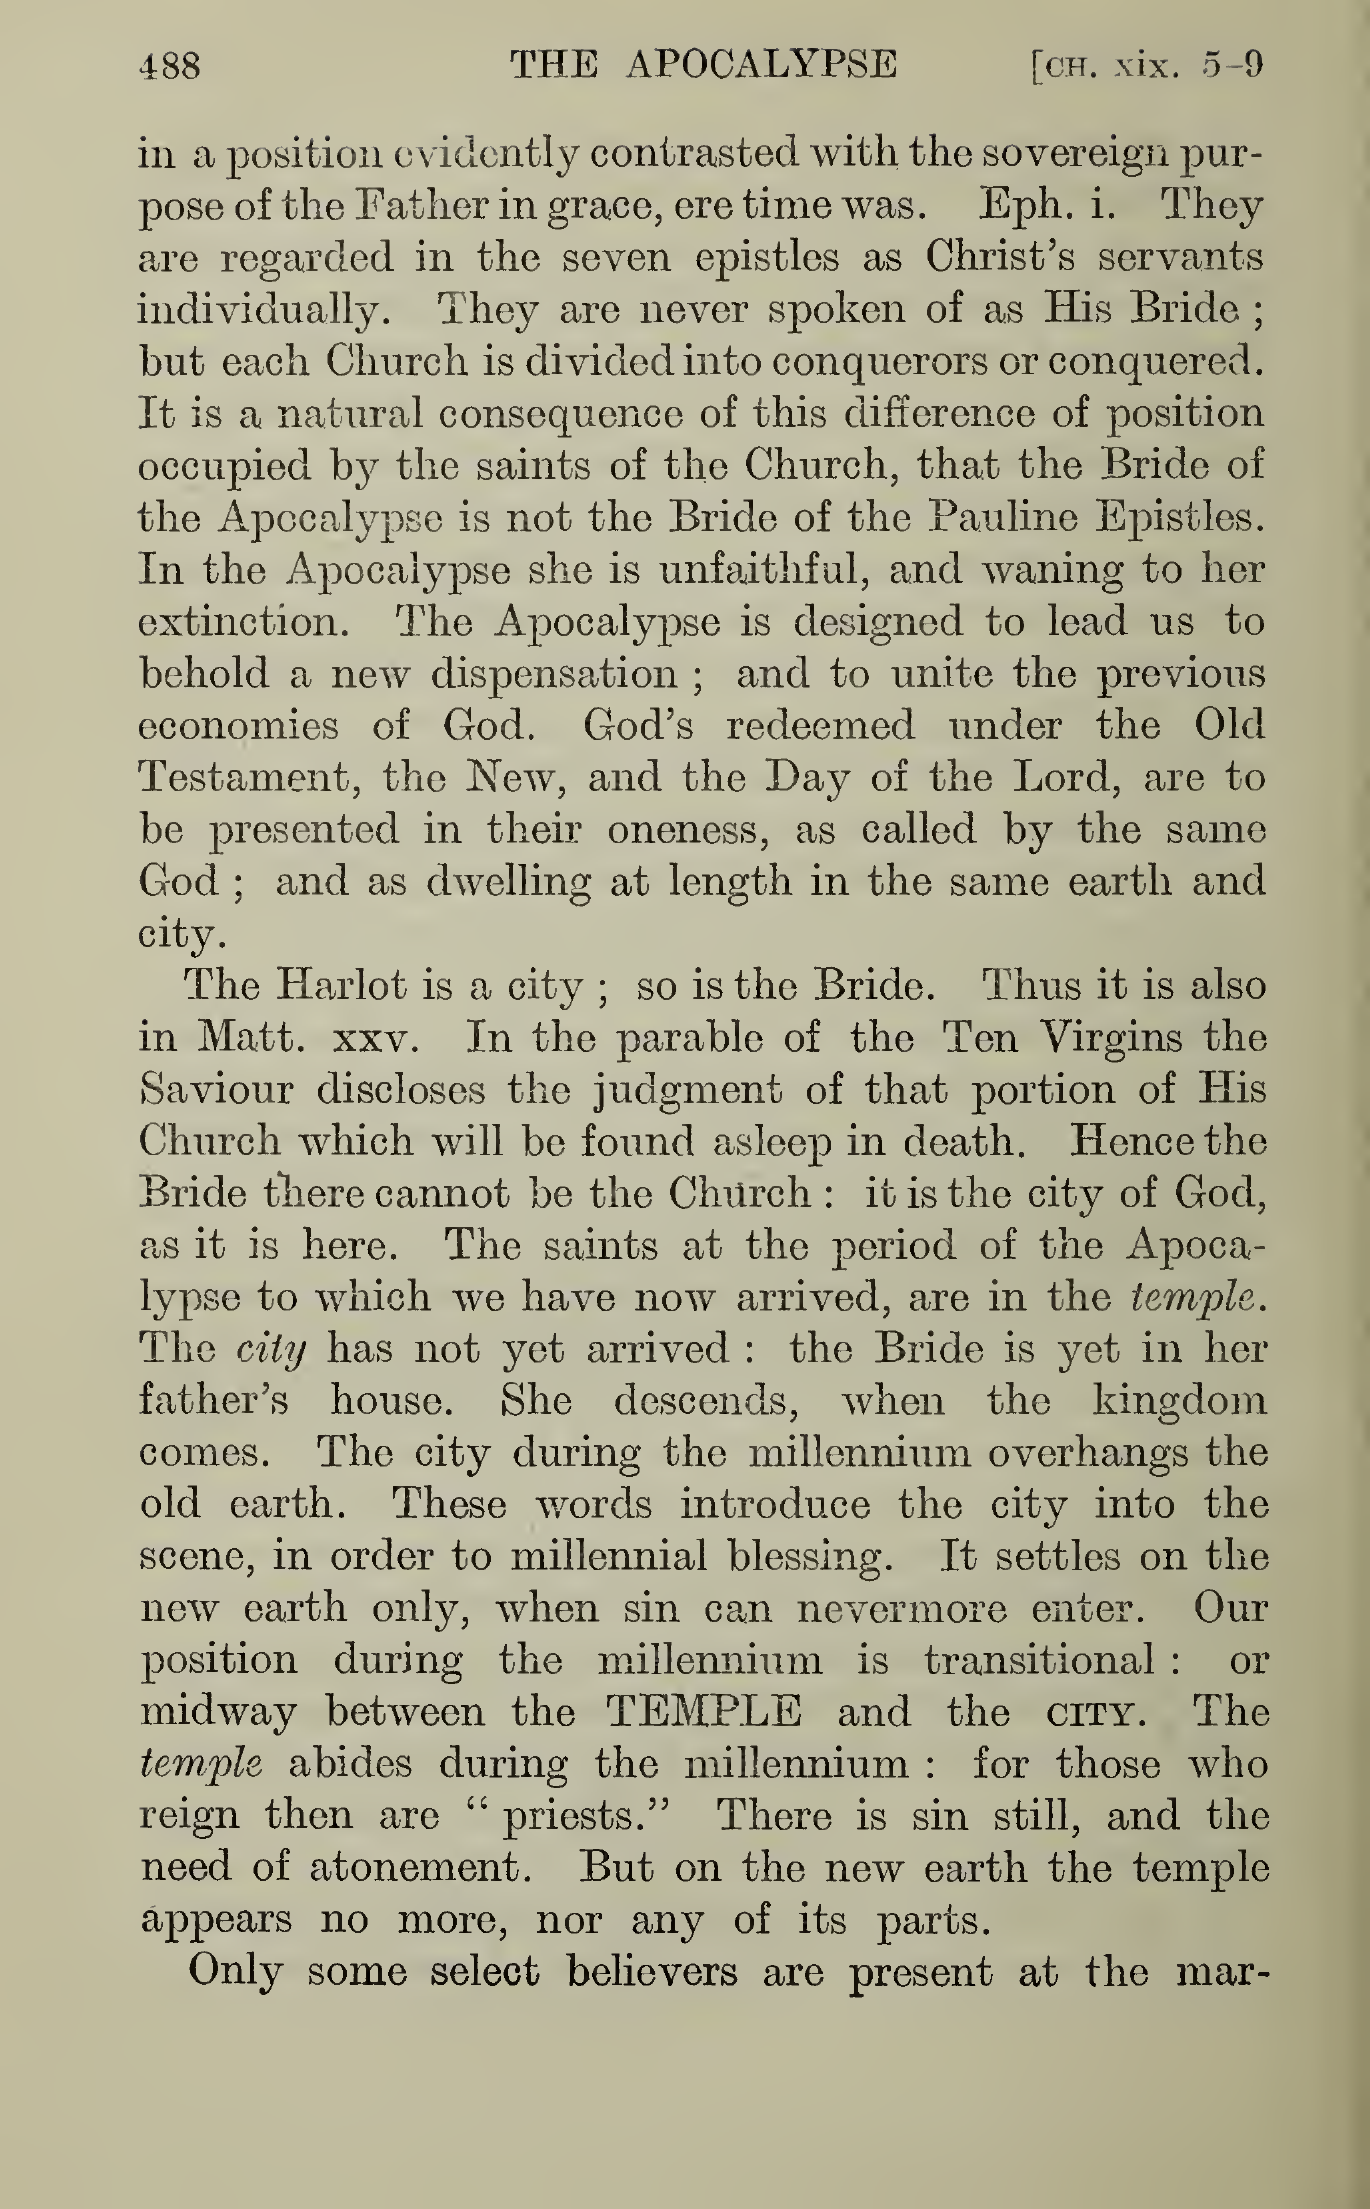 488 THE APOCALYPSE [CH. xix. 5-9
in a position evidently contrasted with the sovereign pur-
pose of the Father in grace, ere time was. Eph. i. They
are regarded in the seven epistles as Christ's servants
individually. They are never spoken of as His Bride ;
but each Church is divided into conquerors or conquered.
It is a natural consequence of this difference of position
occupied by the saints of the Church, that the Bride of
the Apocalypse is not the Bride of the Pauline Epistles.
In the Apocalypse she is unfaithful, and waning to her
extinction. The Apocalypse is designed to lead us to
behold a new dispensation ; and to unite the previous
economies of God. God's redeemed under the Old
Testament, the New, and the Day of the Lord, are to
be presented in their oneness, as called by the same
God ; and as dwelling at length in the same earth and
city.
The Harlot is a city ; so is the Bride. Thus it is also
in Matt. xxv. In the parable of the Ten Virgins the
Saviour discloses the judgment of that portion of His
Church which will be found asleep in death. Hence the
Bride there cannot be the Church : it is the city of God,
as it is here. The saints at the period of the Apoca-
lypse to which we have now arrived, are in the temple.
The city has not yet arrived : the Bride is yet in her
father's house. She descends, when the kingdom
comes. The city during the millennium overhangs the
old earth. These words introduce the city into the
scene, in order to millennial blessing. It settles on the
new earth only, when sin can nevermore enter. Our
position during the millennium is transitional : or
midway between the TEMPLE and the CITY. The
temple abides during the millennium : for those who
reign then are “ priests.” There is sin still, and the
need of atonement. But on the new earth the temple
appears no more, nor any of its parts.
Only some select believers are present at the mar-